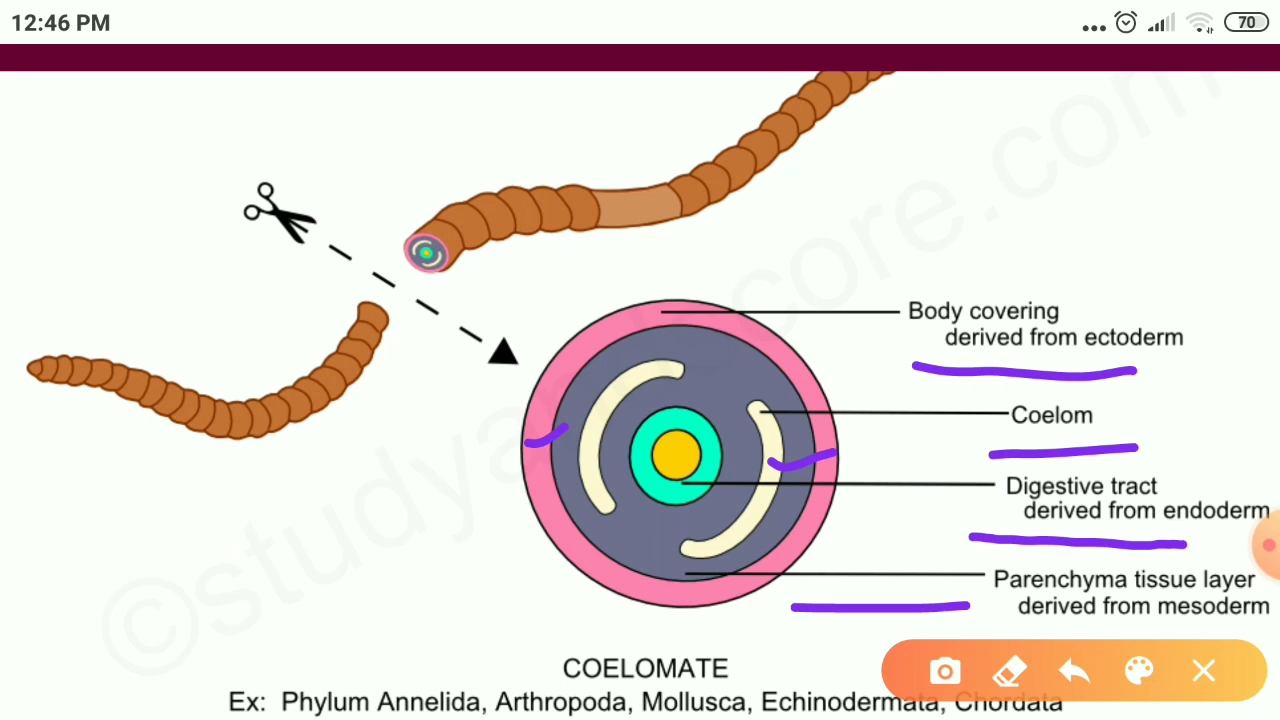 12:46 PM
70
Body covering
derived from ectoderm
Coelom
Digestive tract
derived from endoderm
Parenchyma tissue layer
derived from mesoderm
COELOMATE
Ex: Phylum Annelida, Arthropoda, Mollusca, Echinodermata, Chordata